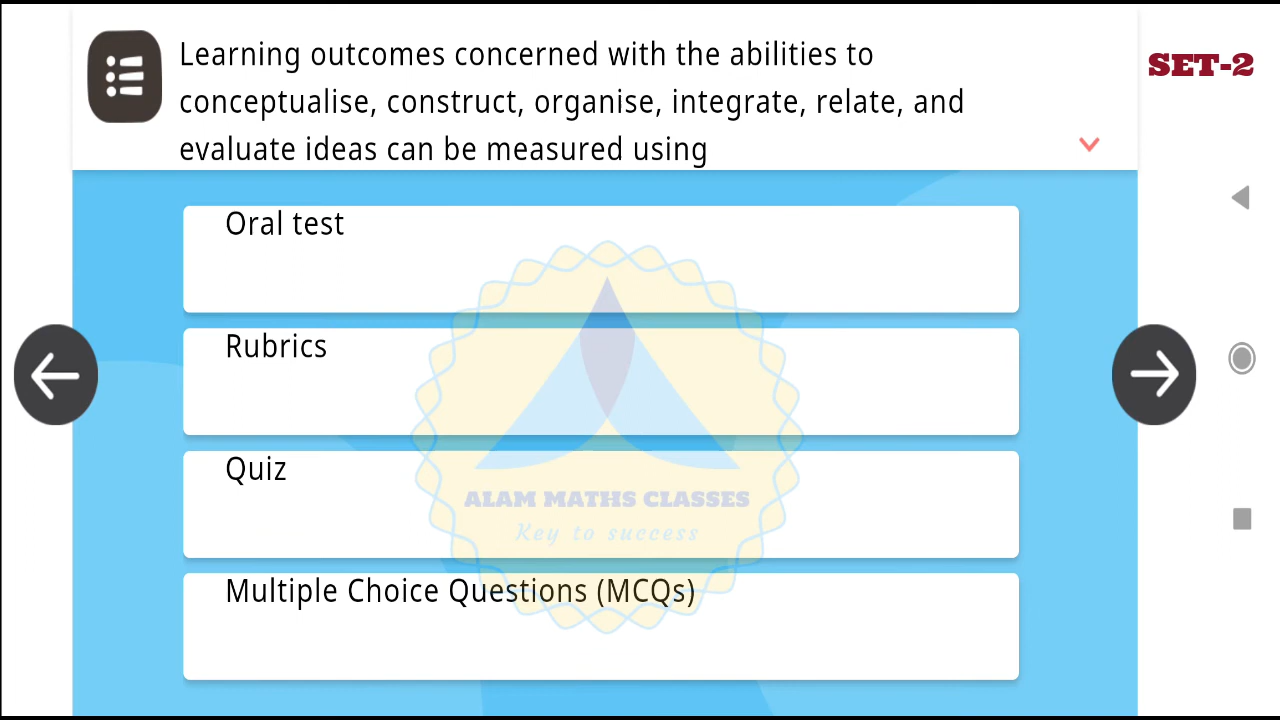 Learning outcomes concerned with the abilities to
conceptualise, construct, organise, integrate, relate, and
evaluate ideas can be measured using
SET-2
Oral test
Rubrics
Quiz
Multiple Choice Questions (MCQs)
ALAM MATHS CLASSES
Key to success